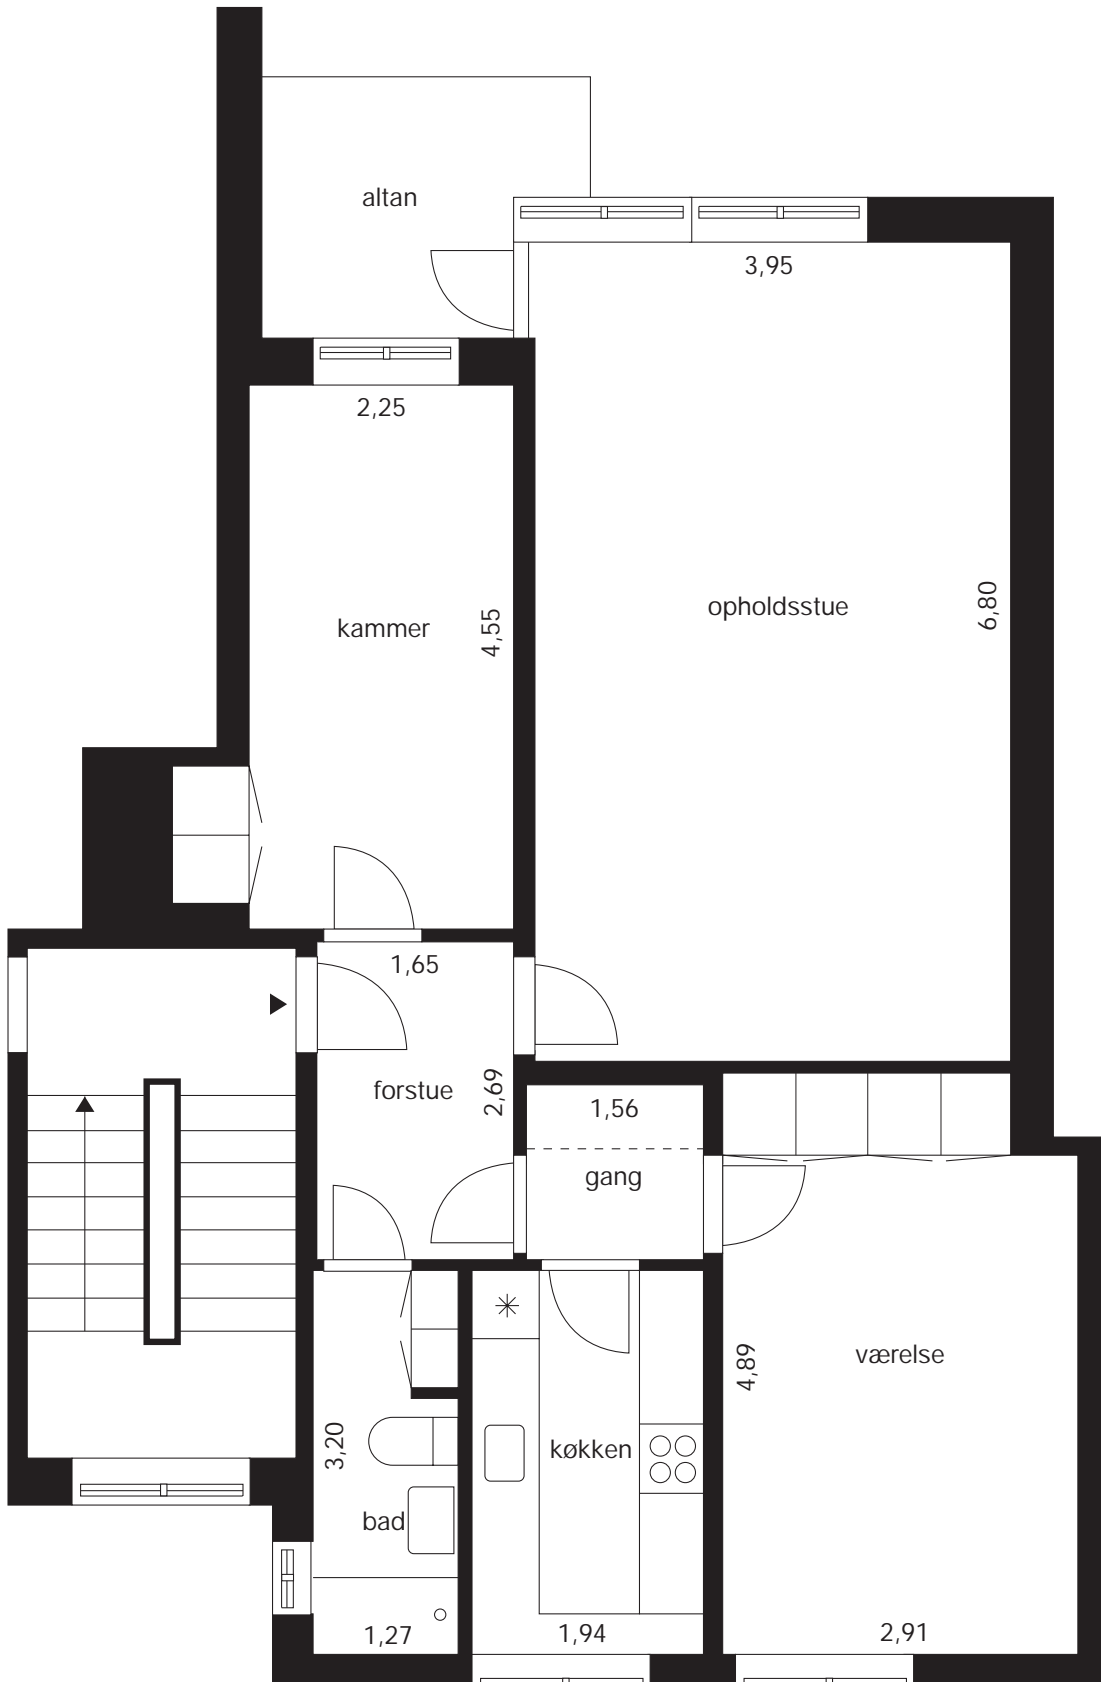 altan
3,95
2,25
opholdsstue
6,80
kammer
4,55
1,65
forstue
2,69
1,56
gang
værelse
4,89
køkken
3,20
bad
1,27
1,94
2,91